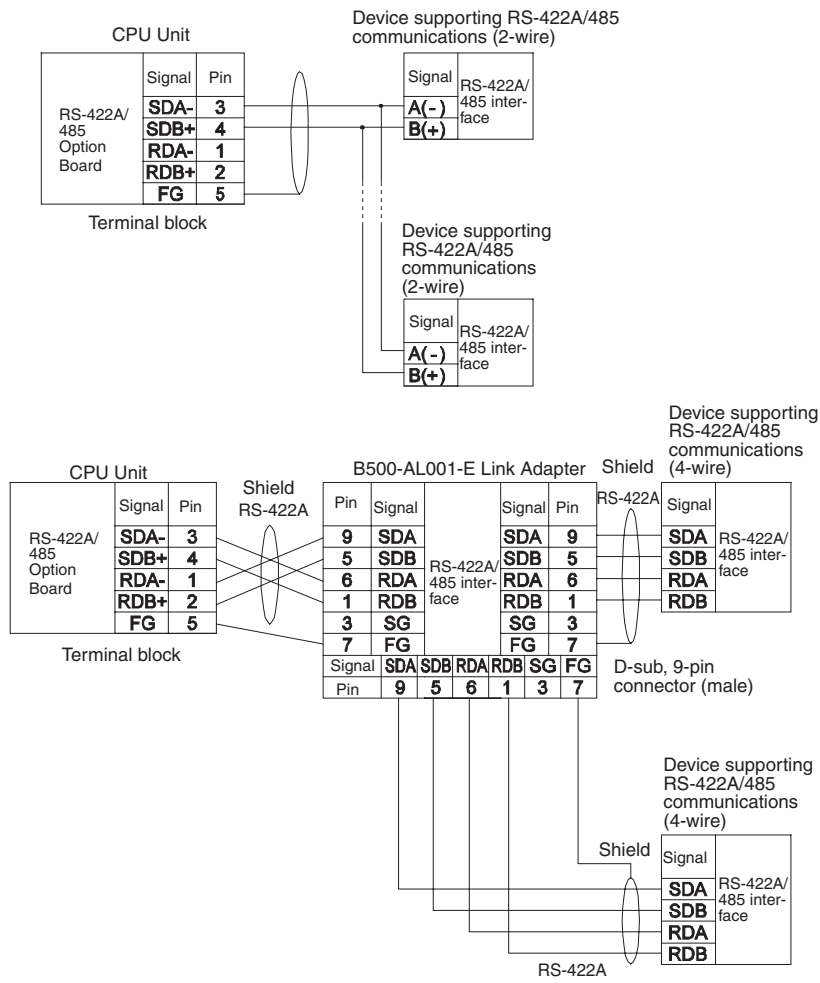 Device supporting RS-422A/485
communications (2-wire)
CPU Unit
Signal Pin
RS-422A/
485
Option
Board
SDA- 3
SDB+ 4
RDA- 1
RDB+ 2
FG 5
Terminal block
Signal
RS-422A/
485 inter-
face
A(-)
B(+)
Device supporting
RS-422A/485
communications
(2-wire)
Signal
RS-422A/
485 inter-
face
A(-)
B(+)
CPU Unit
Signal Pin
RS-422A/
485
Option
Board
SDA- 3
SDB+ 4
RDA- 1
RDB+ 2
FG 5
Terminal block
Shield
RS-422A
B500-AL001-E Link Adapter
Pin Signal
9 SDA
5 SDB
6 RDA
1 RDB
3 SG
7 FG
RS-422A/
485 inter-
face
Signal Pin
SDA 9
SDB 5
RDA 6
RDB 1
SG 3
FG 7
Signal SDA SDB RDA RDB SG FG
Pin 9 5 6 1 3 7
D-sub, 9-pin
connector (male)
Shield
RS-422A
Device supporting
RS-422A/485
communications
(4-wire)
Signal
SDA
SDB
RDA
RDB
RS-422A/
485 inter-
face
Device supporting
RS-422A/485
communications
(4-wire)
Shield
Signal
SDA
SDB
RDA
RDB
RS-422A/
485 inter-
face
RS-422A